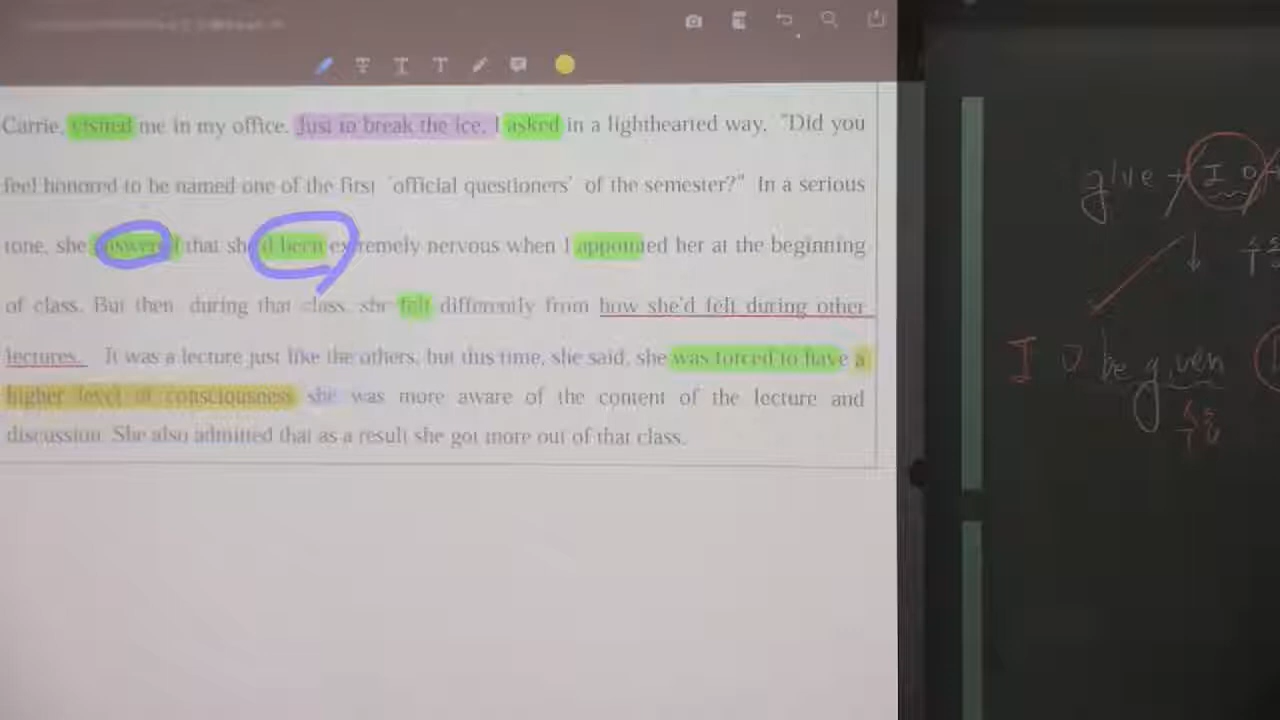 Carrie, visited me in my office. Just to break the ice, I asked in a lighthearted way, "Did you
feel honored to be named one of the first 'official questioners' of the semester?" In a serious
tone, she answered that she'd been extremely nervous when I appointed her at the beginning
of class. But then, during that class, she felt differently from how she'd felt during other
lectures. It was a lecture just like the others, but this time, she said, she was forced to have a
higher level of consciousness she was more aware of the content of the lecture and
discussion. She also admitted that as a result she got more out of that class.
give + I O
I O be given